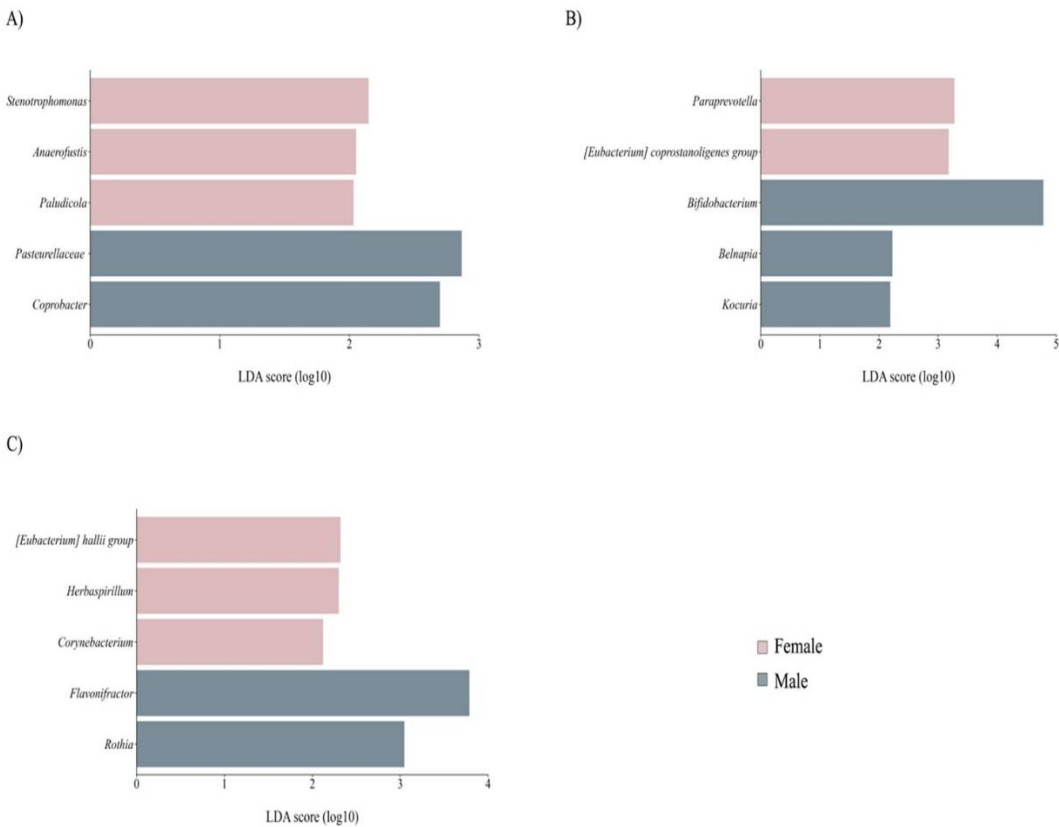 A)
Stenotrophomonas
Anaerofustis
Paludicola
Pasteurellaceae
Coprobacter
0 1 2 3
LDA score (log10)
B)
Paraprevotella
[Eubacterium] coprostanoligenes group
Bifidobacterium
Belnapia
Kocuria
0 1 2 3 4 5
LDA score (log10)
C)
[Eubacterium] hallii group
Herbaspirillum
Corynebacterium
Flavonifractor
Rothia
0 1 2 3 4
LDA score (log10)
Female
Male